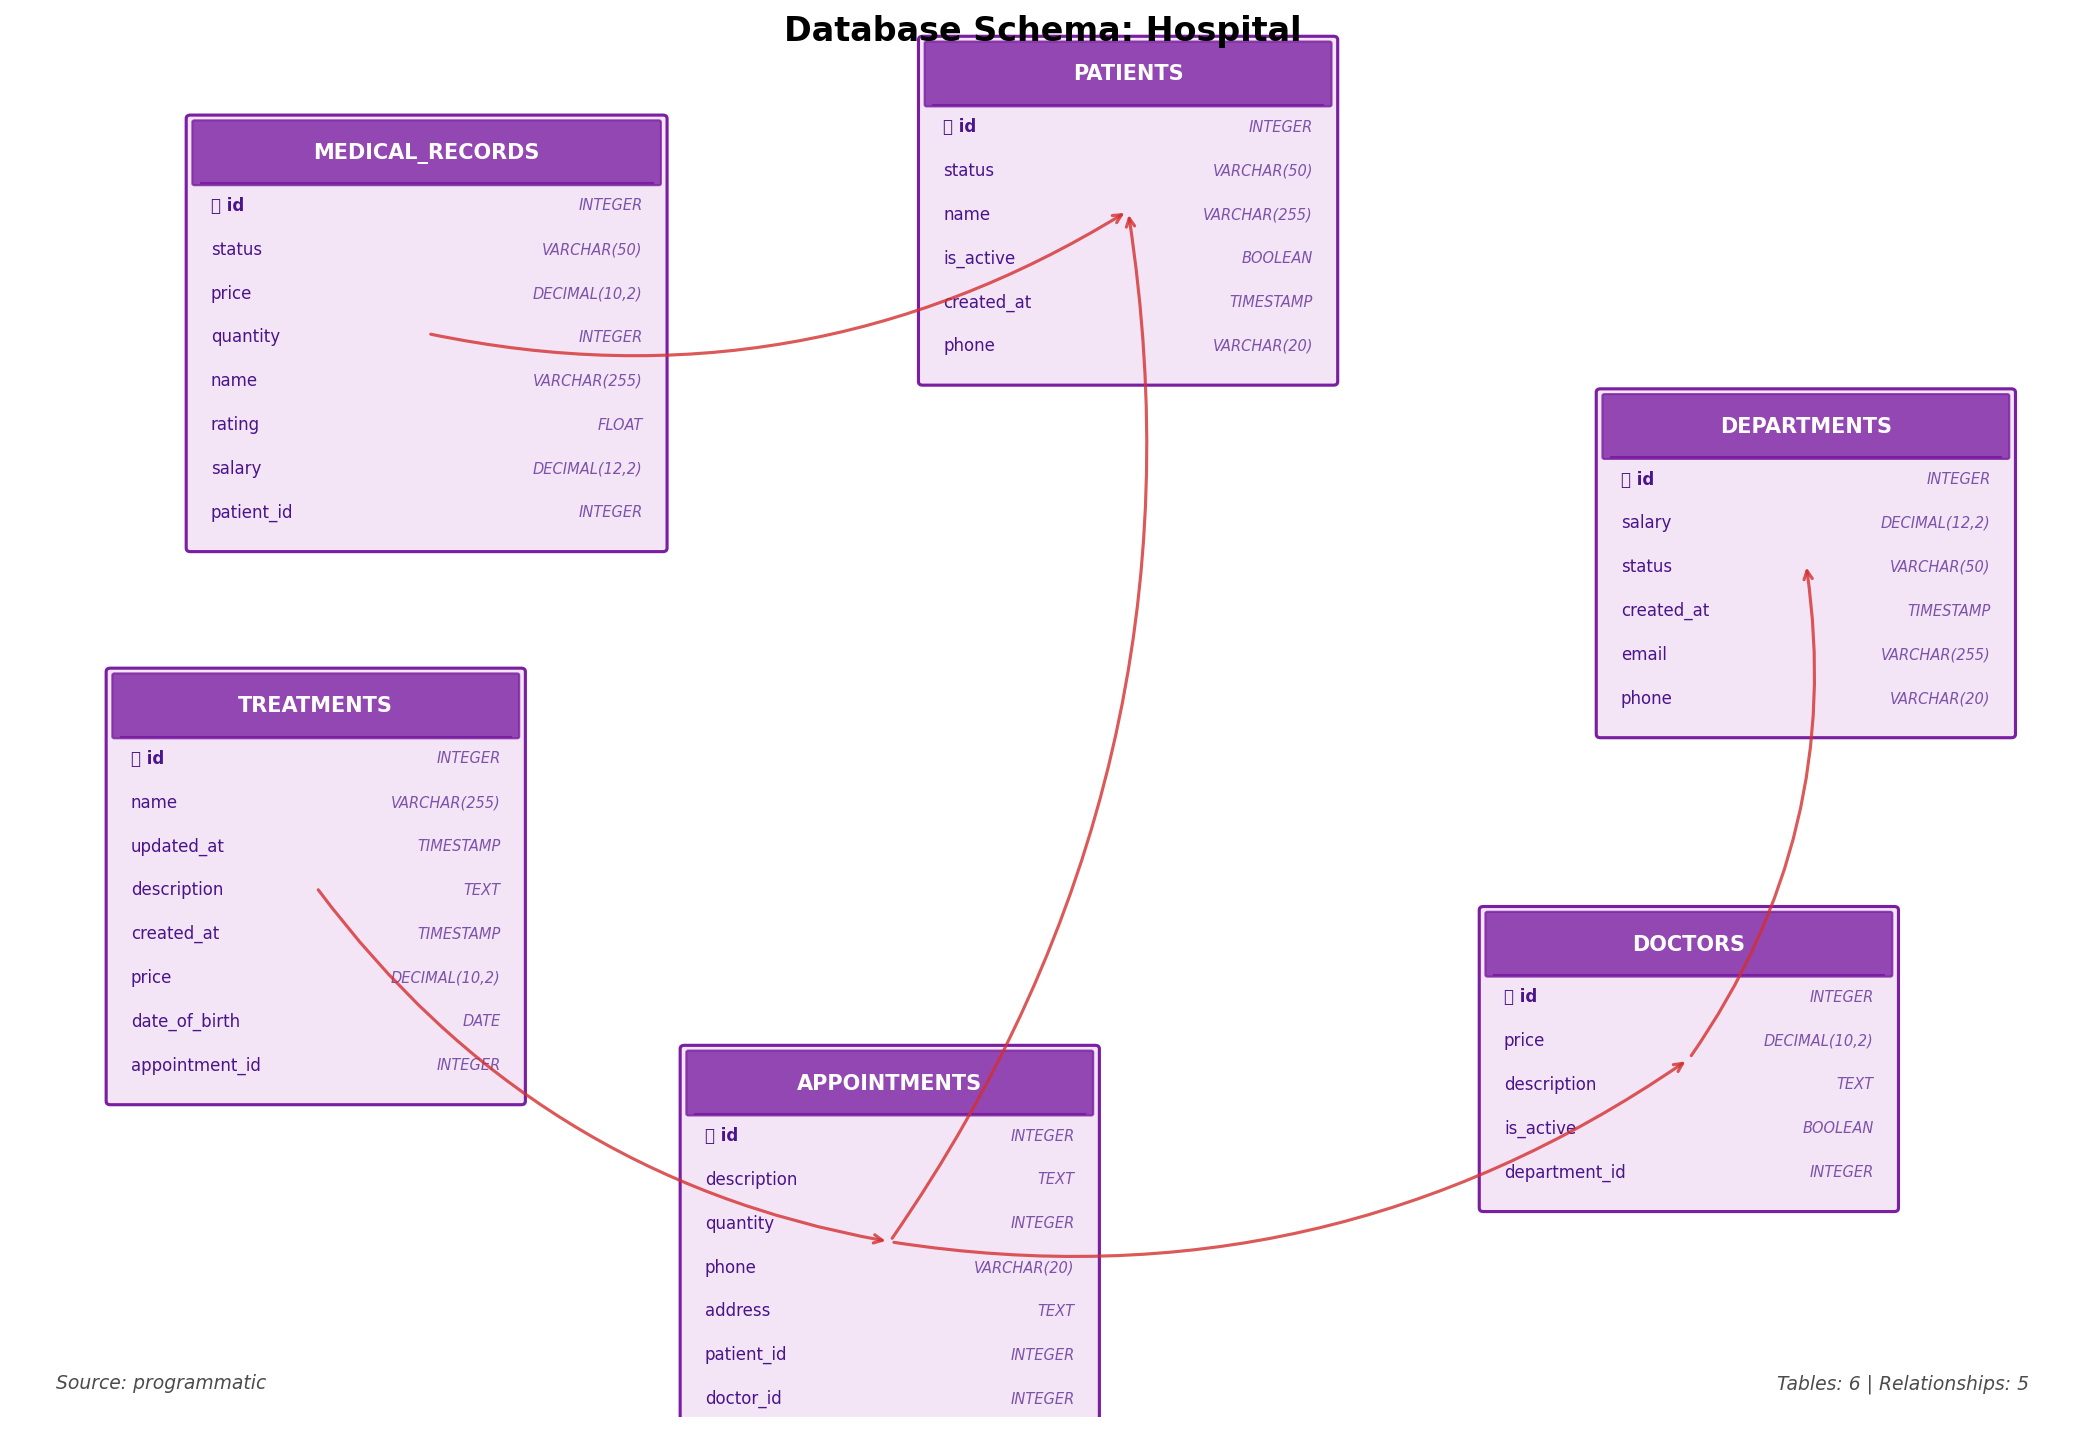 Database Schema: Hospital
PATIENTS
id INTEGER
status VARCHAR(50)
name VARCHAR(255)
is_active BOOLEAN
created_at TIMESTAMP
phone VARCHAR(20)
MEDICAL_RECORDS
id INTEGER
status VARCHAR(50)
price DECIMAL(10,2)
quantity INTEGER
name VARCHAR(255)
rating FLOAT
salary DECIMAL(12,2)
patient_id INTEGER
DEPARTMENTS
id INTEGER
salary DECIMAL(12,2)
status VARCHAR(50)
created_at TIMESTAMP
email VARCHAR(255)
phone VARCHAR(20)
TREATMENTS
id INTEGER
name VARCHAR(255)
updated_at TIMESTAMP
description TEXT
created_at TIMESTAMP
price DECIMAL(10,2)
date_of_birth DATE
appointment_id INTEGER
DOCTORS
id INTEGER
price DECIMAL(10,2)
description TEXT
is_active BOOLEAN
department_id INTEGER
APPOINTMENTS
id INTEGER
description TEXT
quantity INTEGER
phone VARCHAR(20)
address TEXT
patient_id INTEGER
doctor_id INTEGER
Source: programmatic
Tables: 6 | Relationships: 5